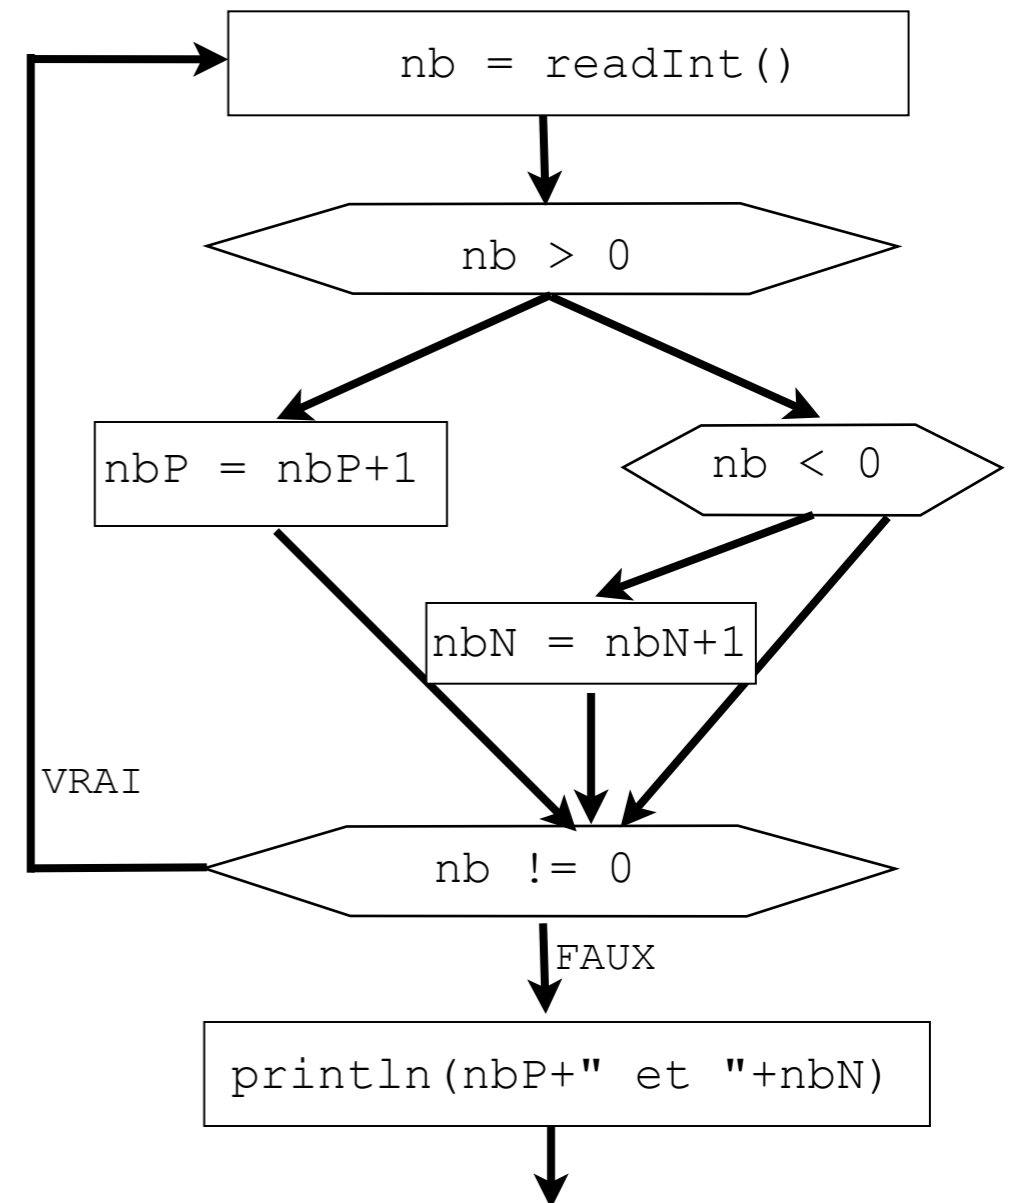 nb = readInt()
nb > 0
nbP = nbP+1
nb < 0
nbN = nbN+1
VRAI
nb != 0
FAUX
println(nbP+" et "+nbN)